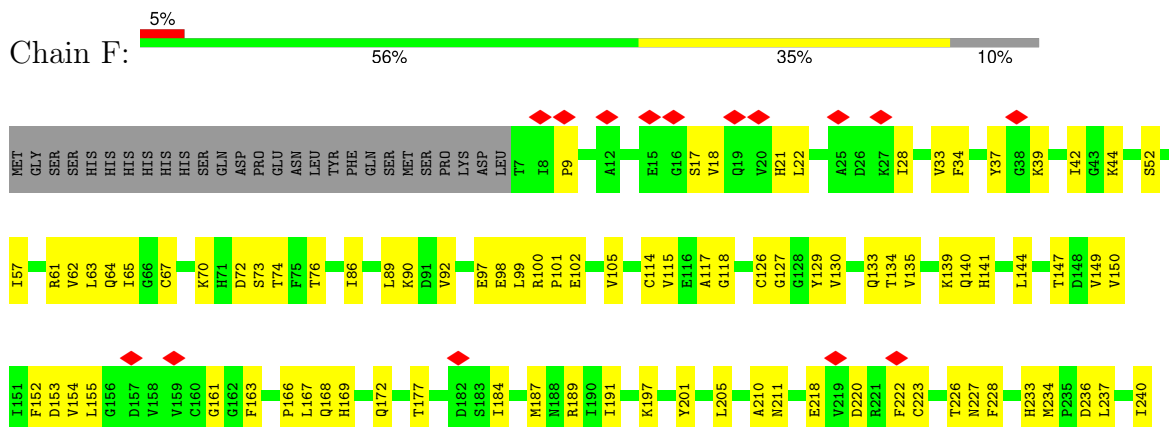 5%
Chain F:
56% 35% 10%
MET GLY SER SER HIS HIS HIS HIS HIS HIS HIS SER GLN ASP PRO GLU ASN LEU TYR PHE GLN SER MET SER PRO LYS ASP LEU T7 I8 P9 A12 E15 G16 S17 V18 Q19 V20 H21 L22 A25 D26 K27 I28 V33 F34 Y37 G38 K39 I42 G43 K44 S52
I57 R61 V62 L63 Q64 I65 G66 C67 K70 H71 D72 S73 T74 F75 T76 I86 L89 K90 D91 V92 E97 E98 L99 R100 P101 E102 V105 C114 V115 E116 A117 G118 C126 G127 G128 Y129 V130 Q133 T134 V135 K139 Q140 H141 L144 T147 D148 V149 V150
I151 F152 D153 V154 L155 G156 D157 V158 V159 C160 G161 G162 F163 P166 L167 Q168 H169 Q172 T177 D182 S183 I184 M187 N188 R189 I190 I191 K197 Y201 L205 A210 N211 E218 V219 D220 R221 F222 C223 T226 N227 F228 H233 M234 P235 D236 L237 I240